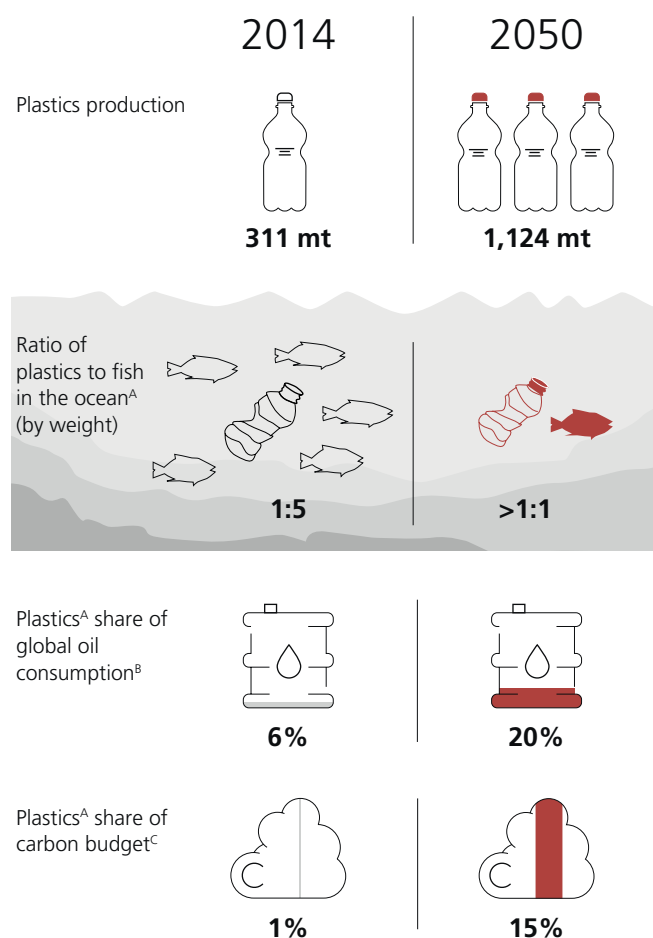 2014 2050
Plastics production
311 mt 1,124 mt
Ratio of
plastics to fish
in the oceanᴬ
(by weight)
1:5 >1:1
Plasticsᴬ share of
global oil
consumptionᴮ
6% 20%
Plasticsᴬ share of
carbon budgetᶜ
C C
1% 15%